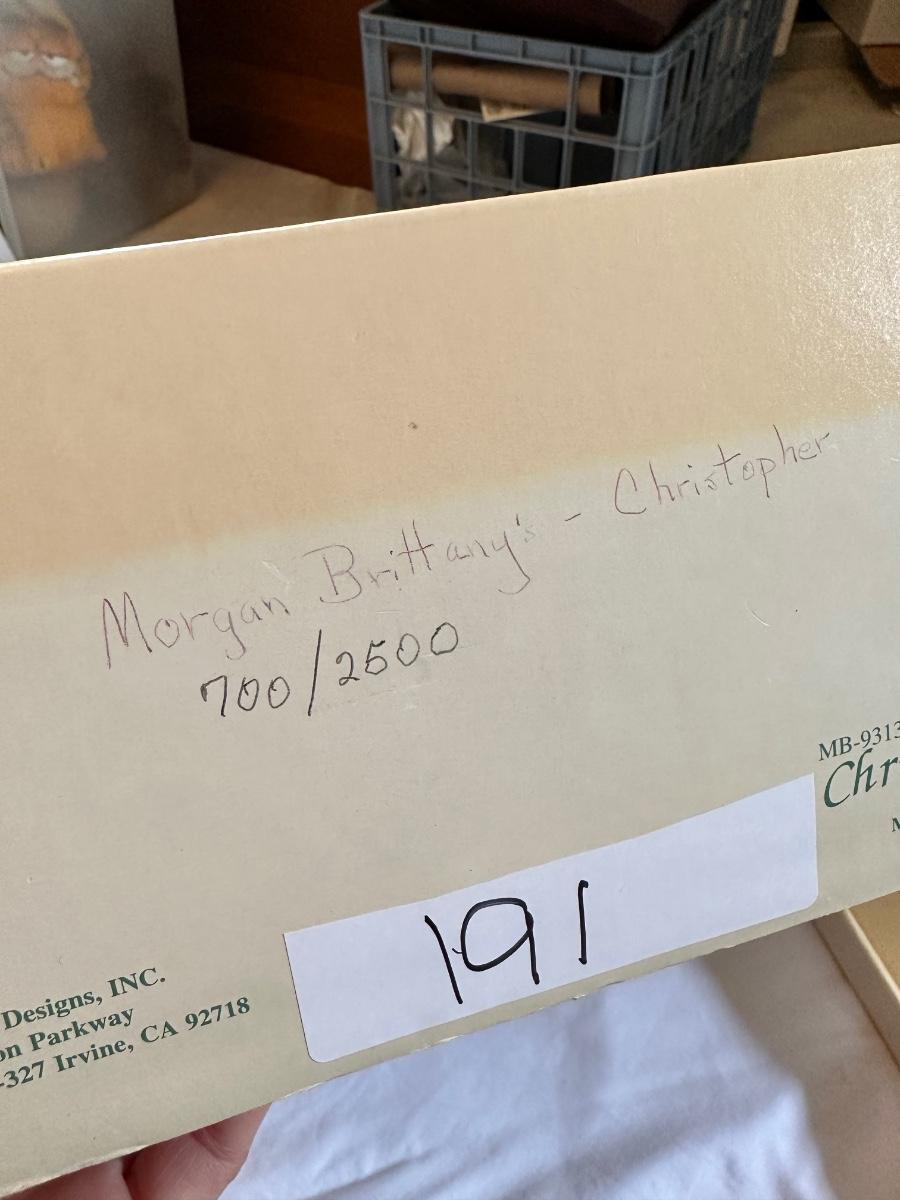 Morgan Brittany's - Christopher
700/2500
MB-9313
Chr
M
191
Designs, INC.
on Parkway
-327 Irvine, CA 92718